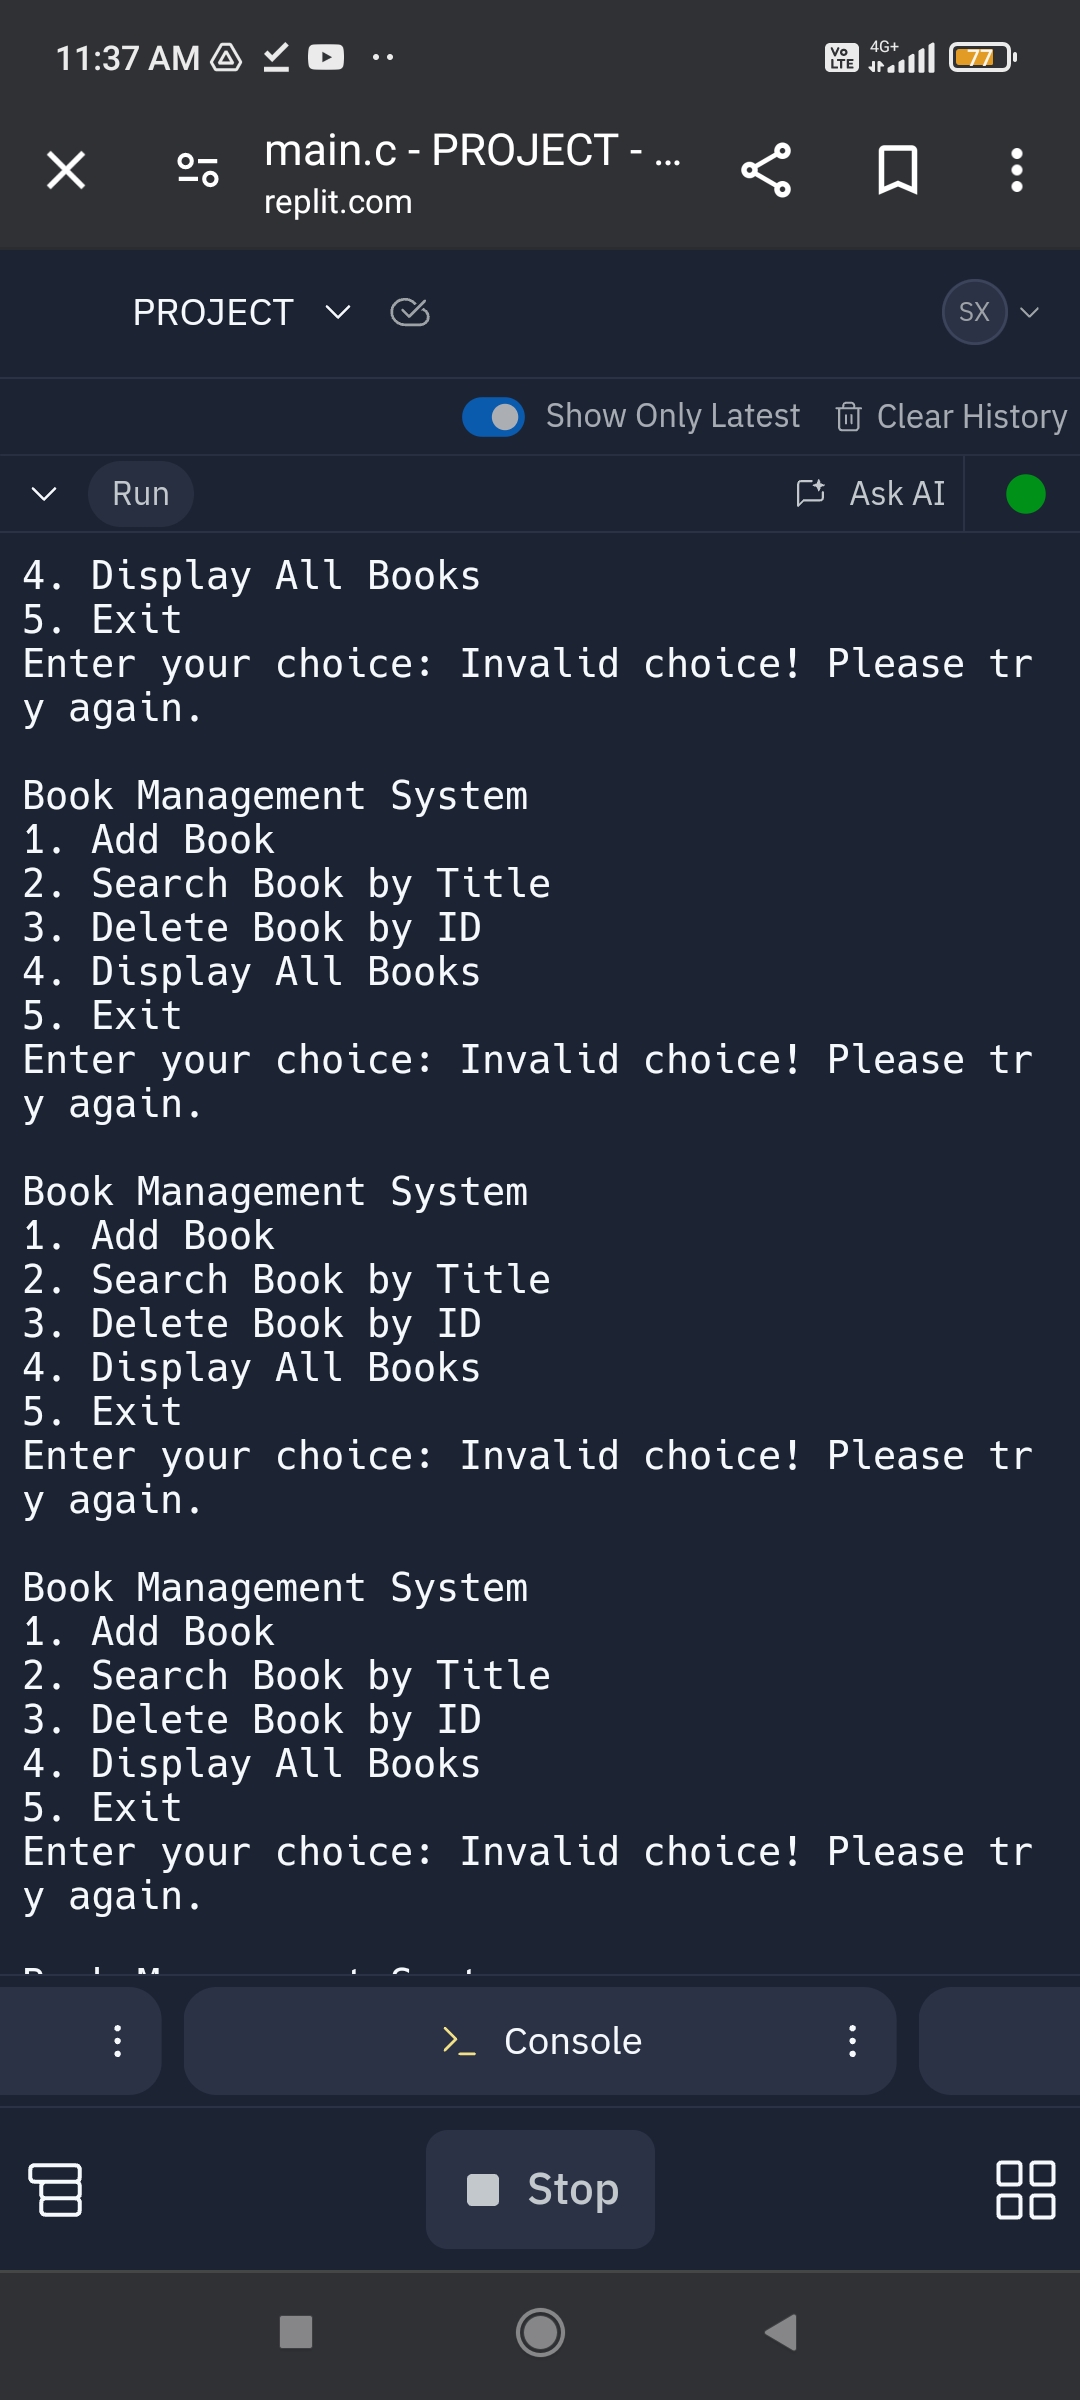 11:37 AM
Vo LTE 4G+ 77
main.c - PROJECT - ...
replit.com
PROJECT
SX
Show Only Latest Clear History
Run Ask AI
4. Display All Books
5. Exit
Enter your choice: Invalid choice! Please tr
y again.
Book Management System
1. Add Book
2. Search Book by Title
3. Delete Book by ID
4. Display All Books
5. Exit
Enter your choice: Invalid choice! Please tr
y again.
Book Management System
1. Add Book
2. Search Book by Title
3. Delete Book by ID
4. Display All Books
5. Exit
Enter your choice: Invalid choice! Please tr
y again.
Book Management System
1. Add Book
2. Search Book by Title
3. Delete Book by ID
4. Display All Books
5. Exit
Enter your choice: Invalid choice! Please tr
y again.
Console
Stop